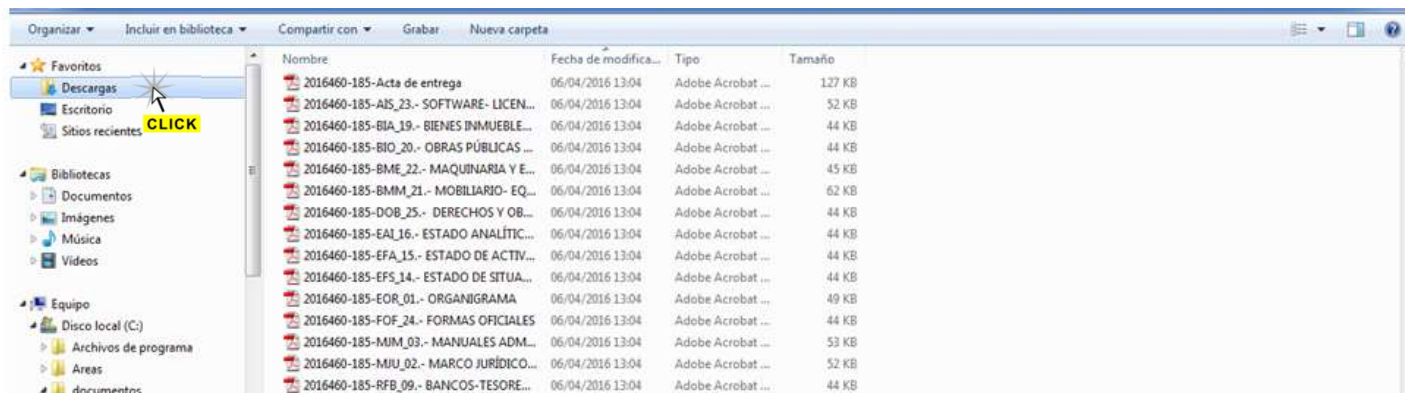 Organizar Incluir en biblioteca Compartir con Grabar Nueva carpeta
Favoritos
Descargas
Escritorio
Sitios recientes
CLICK
Bibliotecas
Documentos
Imágenes
Música
Vídeos
Equipo
Disco local (C:)
Archivos de programa
Areas
documentos
Nombre Fecha de modifica... Tipo Tamaño
2016460-185-Acta de entrega 06/04/2016 13:04 Adobe Acrobat ... 127 KB
2016460-185-AIS_23.- SOFTWARE- LICEN... 06/04/2016 13:04 Adobe Acrobat ... 52 KB
2016460-185-BIA_19.- BIENES INMUEBLE... 06/04/2016 13:04 Adobe Acrobat ... 44 KB
2016460-185-BIO_20.- OBRAS PÚBLICAS ... 06/04/2016 13:04 Adobe Acrobat ... 44 KB
2016460-185-BME_22.- MAQUINARIA Y E... 06/04/2016 13:04 Adobe Acrobat ... 45 KB
2016460-185-BMM_21.- MOBILIARIO- EQ... 06/04/2016 13:04 Adobe Acrobat ... 62 KB
2016460-185-DOB_25.- DERECHOS Y OB... 06/04/2016 13:04 Adobe Acrobat ... 44 KB
2016460-185-EAI_16.- ESTADO ANALÍTIC... 06/04/2016 13:04 Adobe Acrobat ... 44 KB
2016460-185-EFA_15.- ESTADO DE ACTIV... 06/04/2016 13:04 Adobe Acrobat ... 44 KB
2016460-185-EFS_14.- ESTADO DE SITUA... 06/04/2016 13:04 Adobe Acrobat ... 44 KB
2016460-185-EOR_01.- ORGANIGRAMA 06/04/2016 13:04 Adobe Acrobat ... 49 KB
2016460-185-FOF_24.- FORMAS OFICIALES 06/04/2016 13:04 Adobe Acrobat ... 44 KB
2016460-185-MJM_03.- MANUALES ADM... 06/04/2016 13:04 Adobe Acrobat ... 53 KB
2016460-185-MJU_02.- MARCO JURÍDICO... 06/04/2016 13:04 Adobe Acrobat ... 52 KB
2016460-185-RFB_09.- BANCOS-TESORE... 06/04/2016 13:04 Adobe Acrobat ... 44 KB